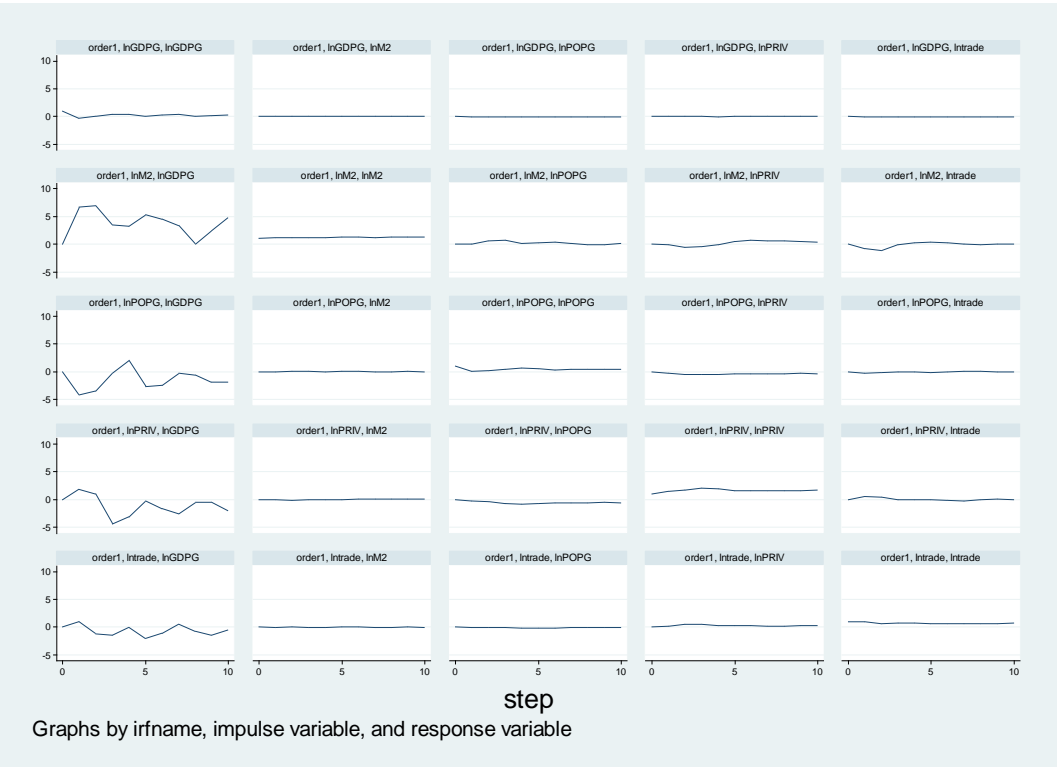 order1, lnGDPG, lnGDPG
order1, lnGDPG, lnM2
order1, lnGDPG, lnPOPG
order1, lnGDPG, lnPRIV
order1, lnGDPG, lntrade
10
5
0
-5
order1, lnM2, lnGDPG
order1, lnM2, lnM2
order1, lnM2, lnPOPG
order1, lnM2, lnPRIV
order1, lnM2, lntrade
10
5
0
-5
order1, lnPOPG, lnGDPG
order1, lnPOPG, lnM2
order1, lnPOPG, lnPOPG
order1, lnPOPG, lnPRIV
order1, lnPOPG, lntrade
10
5
0
-5
order1, lnPRIV, lnGDPG
order1, lnPRIV, lnM2
order1, lnPRIV, lnPOPG
order1, lnPRIV, lnPRIV
order1, lnPRIV, lntrade
10
5
0
-5
order1, lntrade, lnGDPG
order1, lntrade, lnM2
order1, lntrade, lnPOPG
order1, lntrade, lnPRIV
order1, lntrade, lntrade
10
5
0
-5
0 5 10
0 5 10
0 5 10
0 5 10
0 5 10
step
Graphs by irfname, impulse variable, and response variable